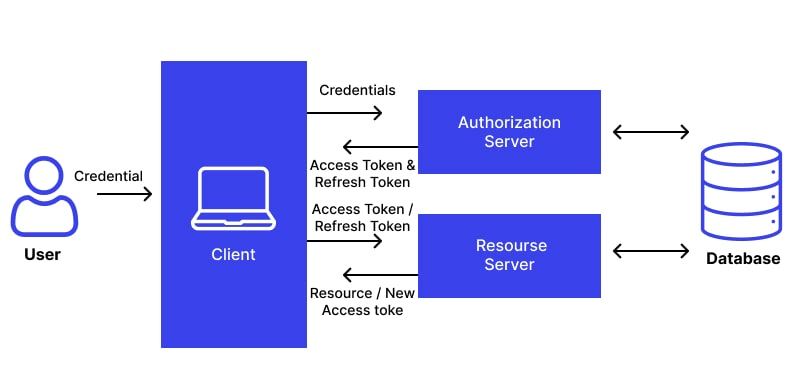 Credential
User
Client
Credentials
Access Token &
Refresh Token
Access Token /
Refresh Token
Resource / New
Access toke
Authorization
Server
Resourse
Server
Database